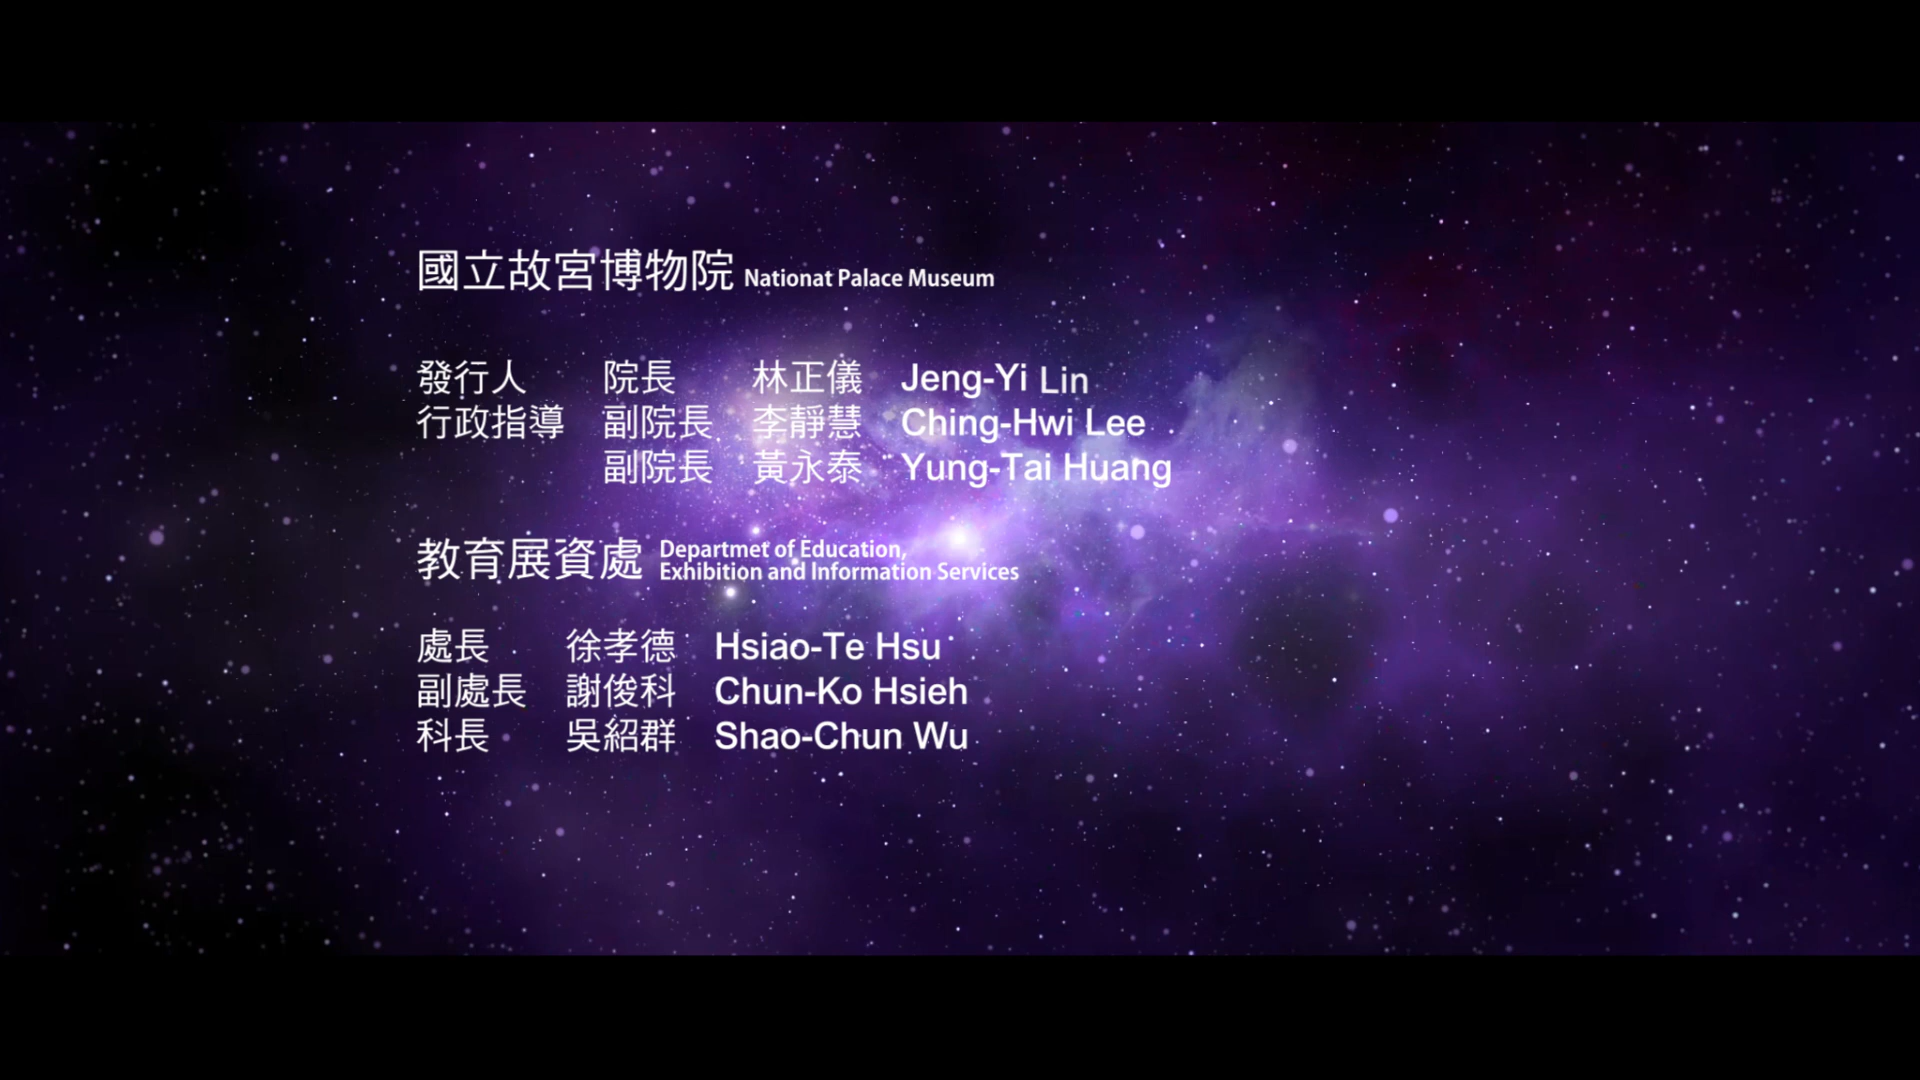 國立故宮博物院 Nationat Palace Museum
發行人 院長 林正儀 Jeng-Yi Lin
行政指導 副院長 李靜慧 Ching-Hwi Lee
副院長 黃永泰 Yung-Tai Huang
教育展資處 Departmet of Education,
Exhibition and Information Services
處長 徐孝德 Hsiao-Te Hsu
副處長 謝俊科 Chun-Ko Hsieh
科長 吳紹群 Shao-Chun Wu